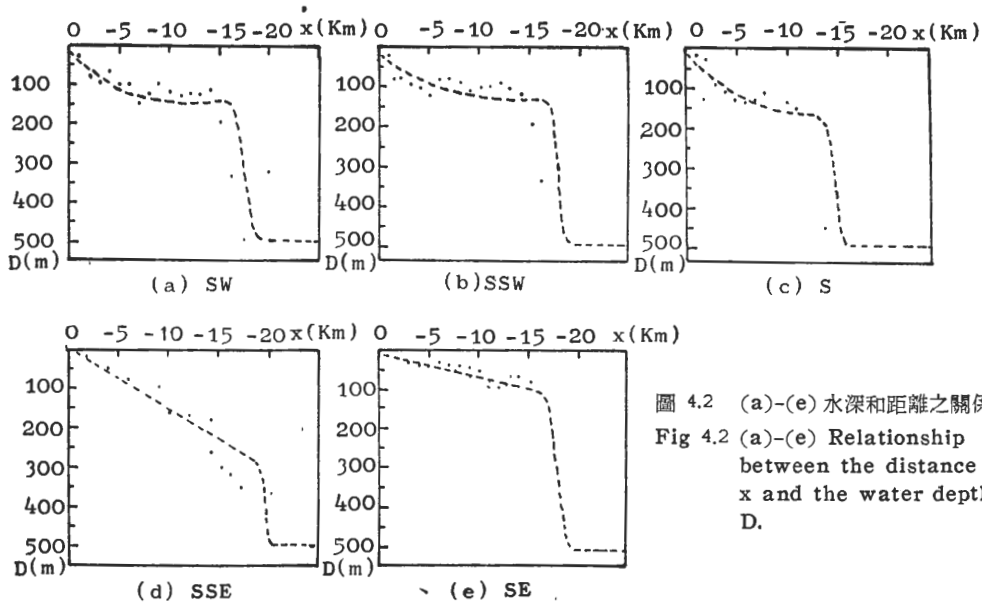 0 -5 -10 -15 -20 x(Km)
100
200
300
400
500
D(m)
(a) SW
0 -5 -10 -15 -20 x(Km)
100
200
300
400
500
D(m)
(b)SSW
0 -5 -10 -15 -20 x(Km)
100
200
300
400
500
D(m)
(c) S
0 -5 -10 -15 -20 x(Km)
100
200
300
400
500
D(m)
(d) SSE
0 -5 -10 -15 -20 x(Km)
100
200
300
400
500
D(m)
(e) SE
圖 4.2 (a)-(e) 水深和距離之關係
Fig 4.2 (a)-(e) Relationship
between the distance
x and the water depth
D.